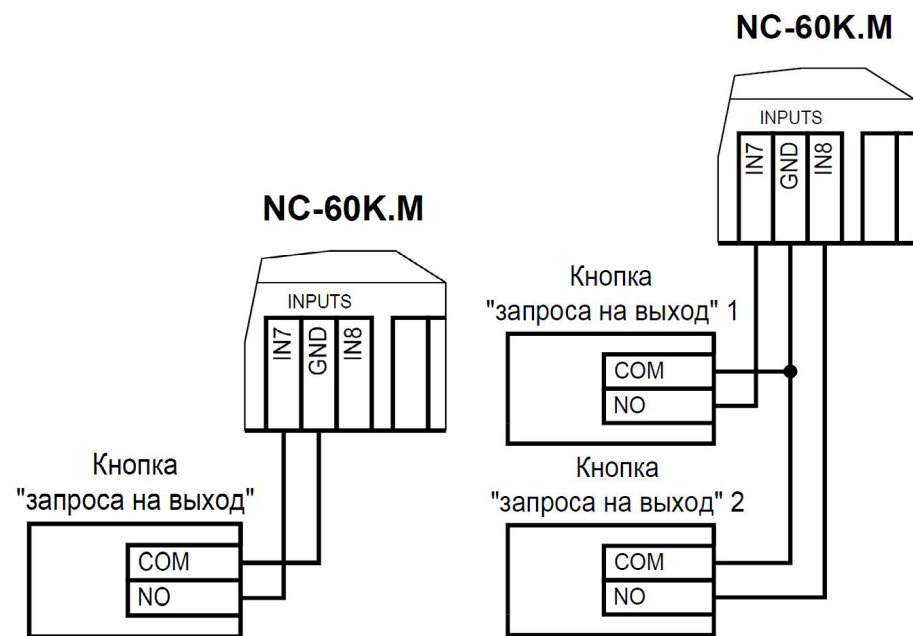 NC-60K.M
INPUTS
IN7
GND
IN8
Кнопка
"запроса на выход"
COM
NO
NC-60K.M
INPUTS
IN7
GND
IN8
Кнопка
"запроса на выход" 1
COM
NO
Кнопка
"запроса на выход" 2
COM
NO